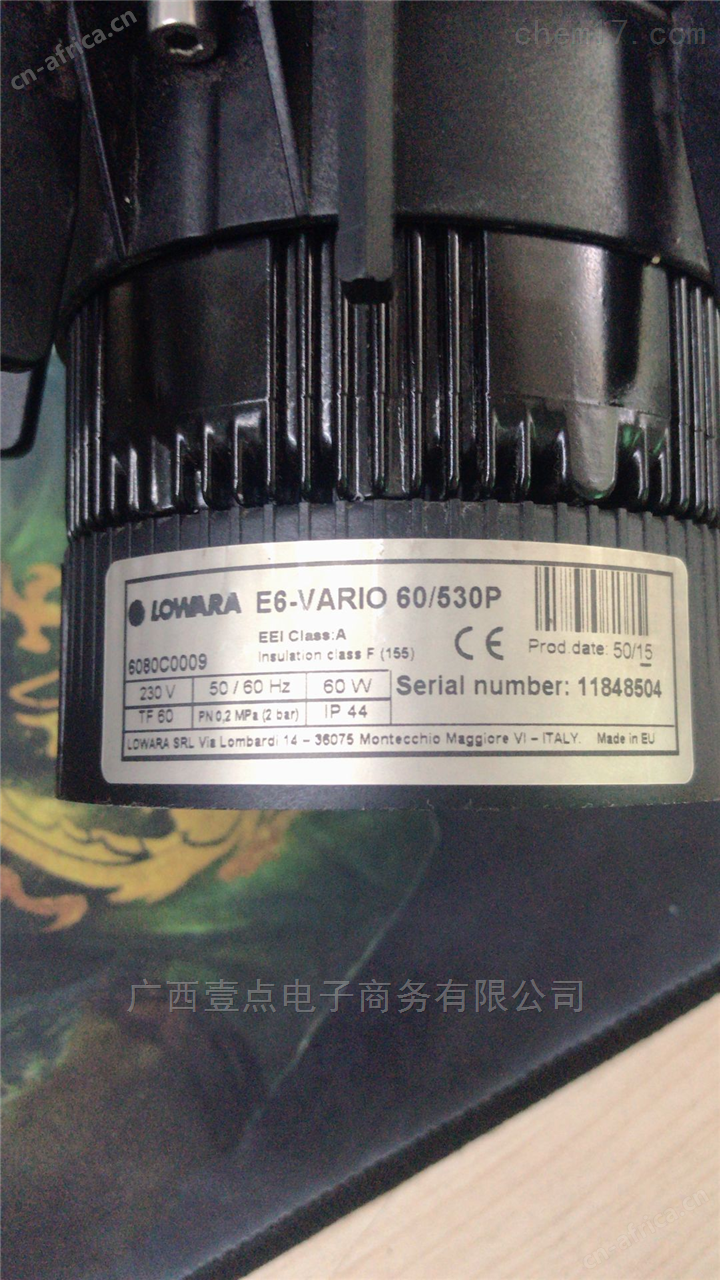 cn-africa.cn
chem17.com
LOWARA E6-VARIO 60/530P
EEI Class:A
6080C0009
Insulation class F (155)
CE
Prod.date: 50/15
230 V 50 / 60 Hz 60 W
Serial number: 11848504
TF 60 PN 0,2 MPa (2 bar) IP 44
LOWARA SRL Via Lombardi 14 – 36075 Montecchio Maggiore VI – ITALY. Made in EU
广西壹点电子商务有限公司
cn-africa.cn